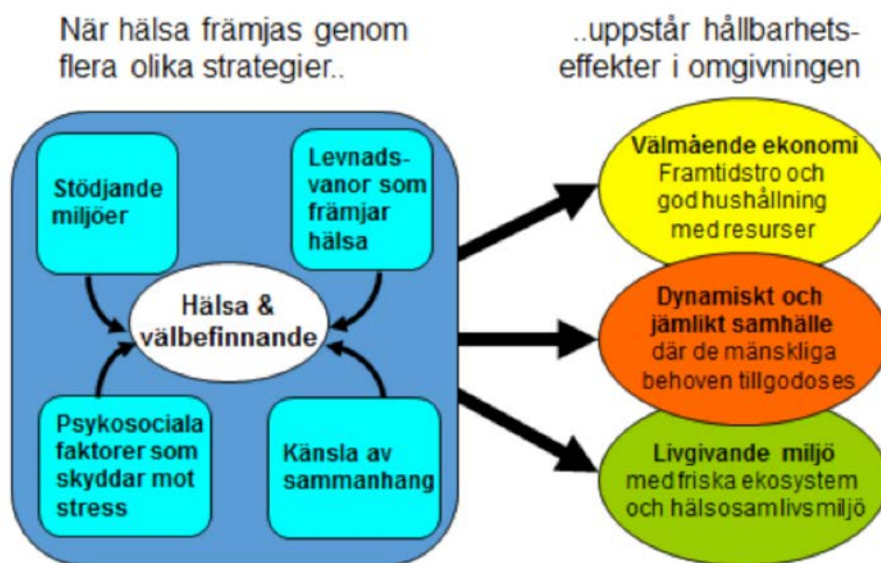 När hälsa främjas genom
flera olika strategier..
..uppstår hållbarhets-
effekter i omgivningen
Stödjande
miljöer
Levnads-
vanor som
främjar
hälsa
Hälsa &
välbefinnande
Psykosociala
faktorer som
skyddar mot
stress
Känsla av
sammanhang
Välmående ekonomi
Framtidstro och
god hushållning
med resurser
Dynamiskt och
jämlikt samhälle
där de mänskliga
behoven tillgodoses
Livgivande miljö
med friska ekosystem
och hälsosamlivsmiljö